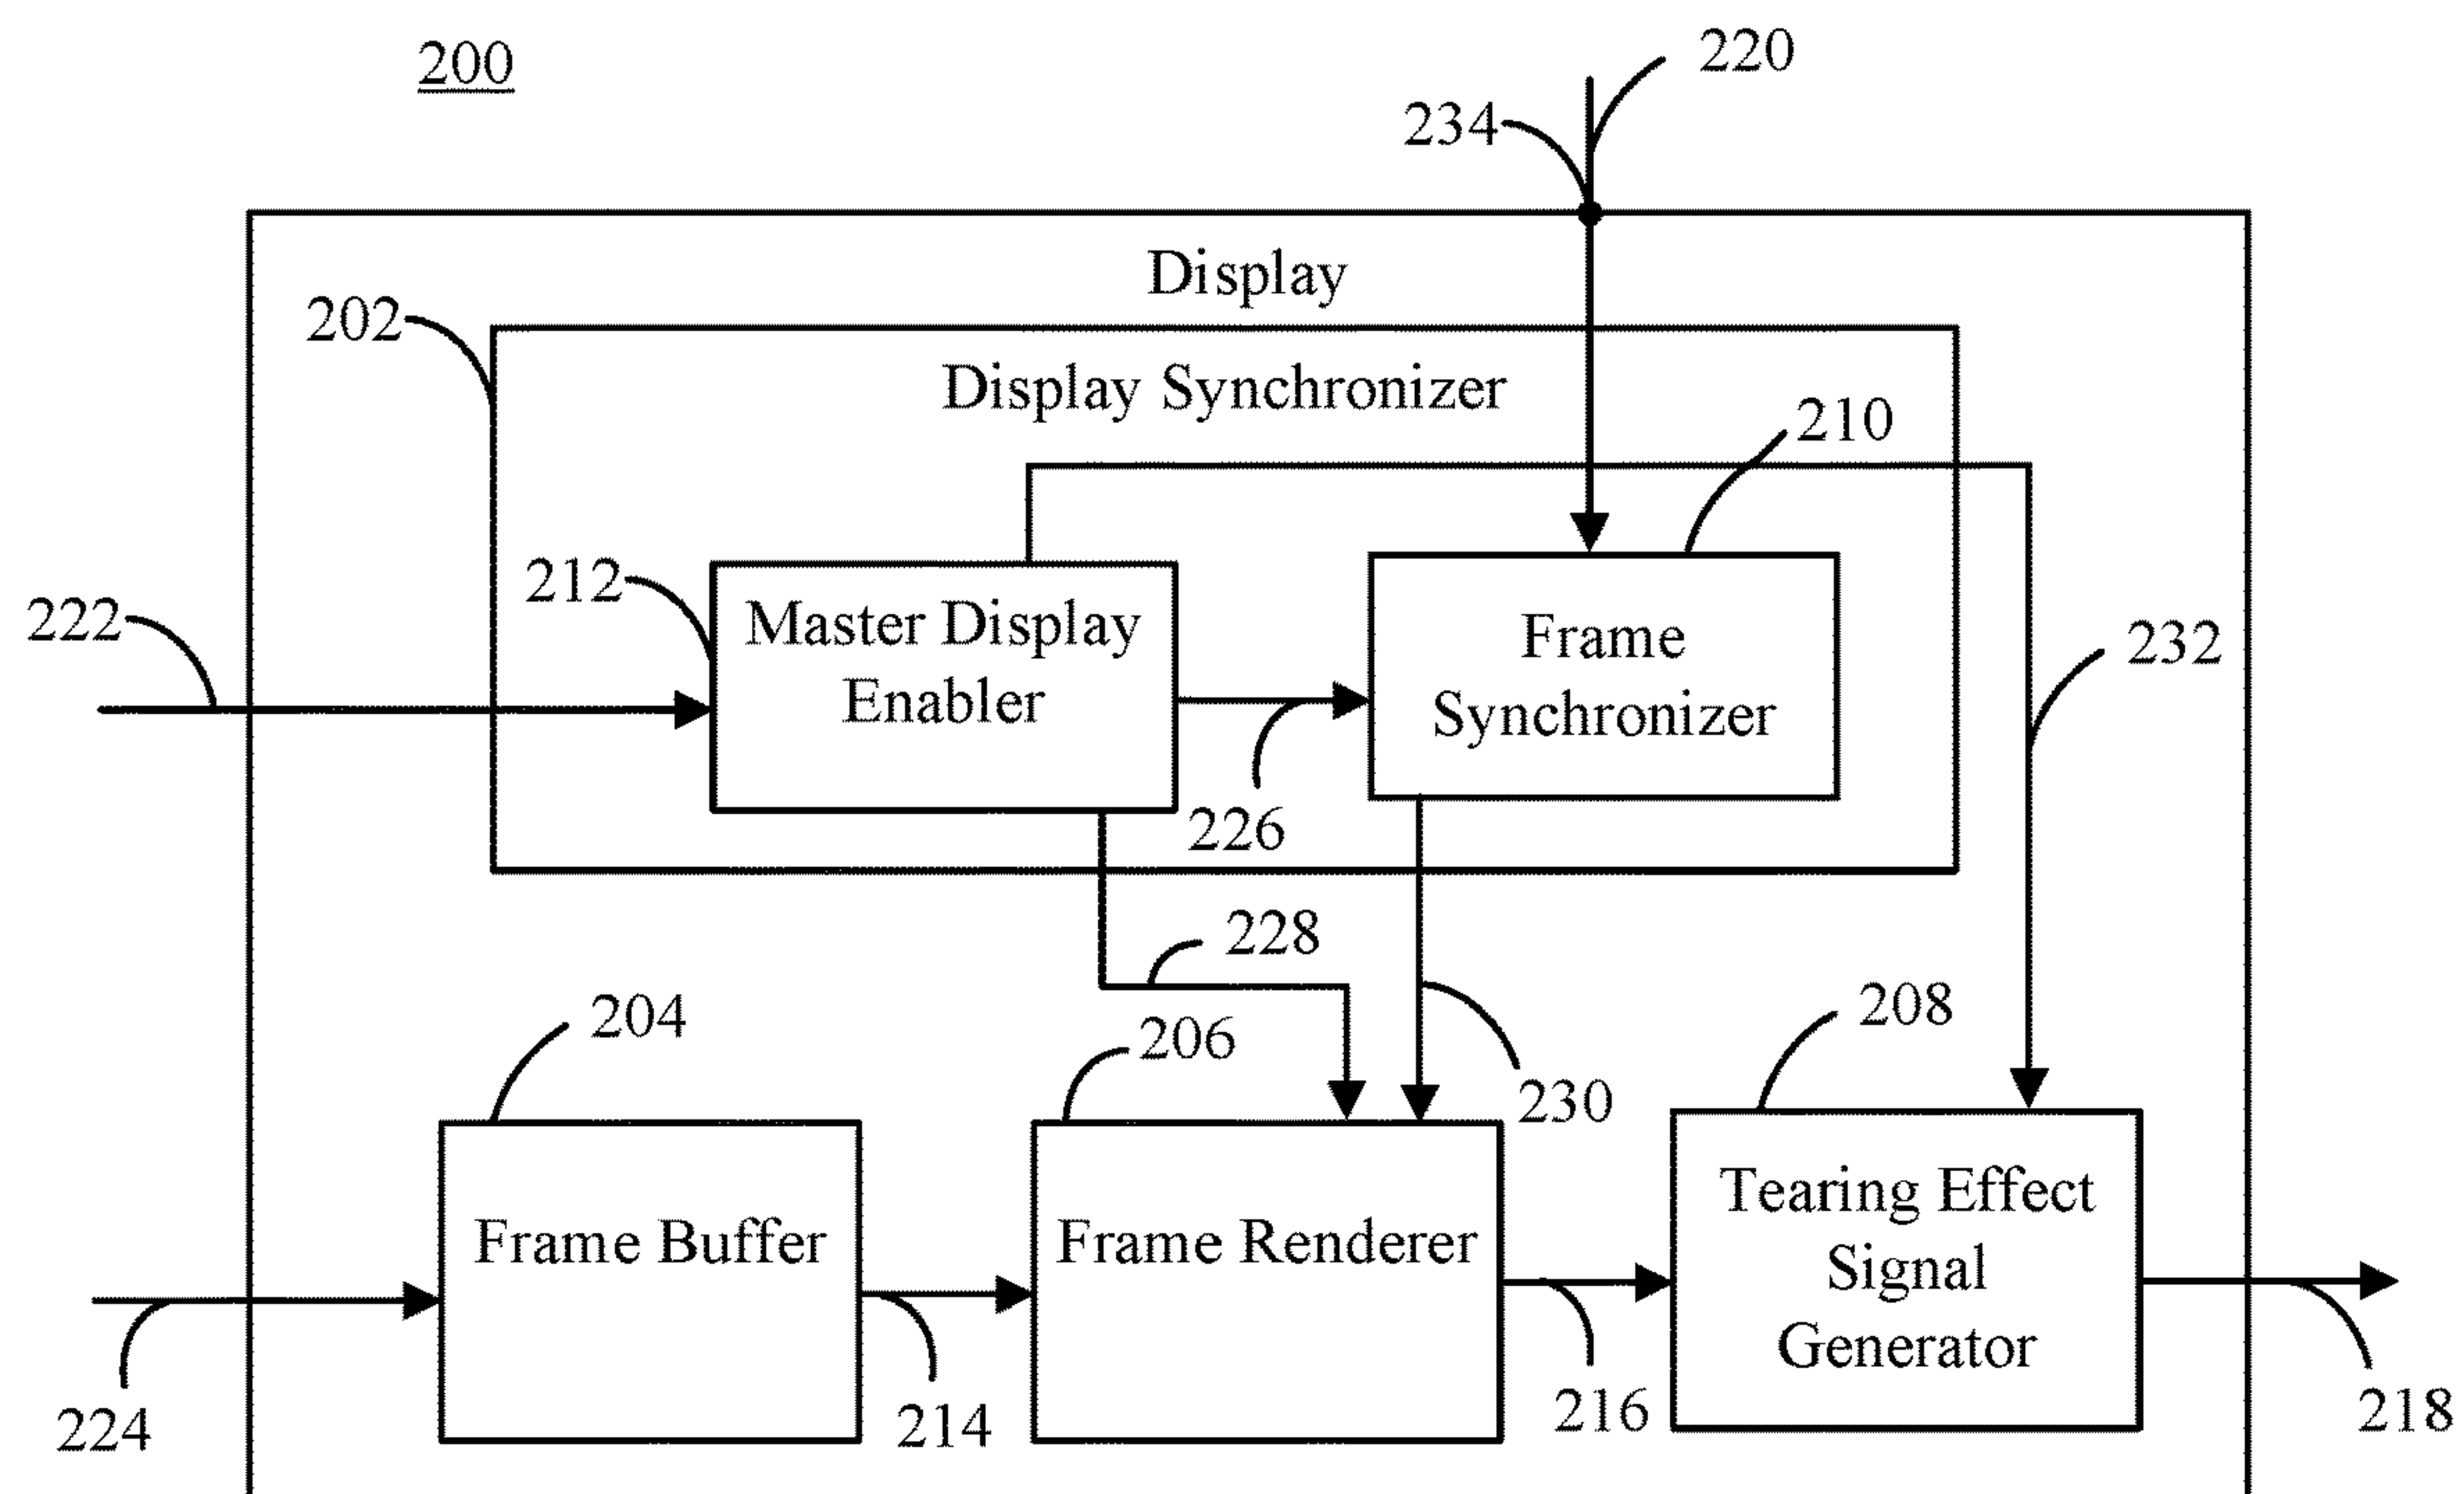 200
220
234
Display
202
Display Synchronizer
210
212
222
Master Display
Enabler
Frame
Synchronizer
232
226
228
204
206
208
230
Frame Buffer
Frame Renderer
Tearing Effect
Signal
Generator
224
214
216
218